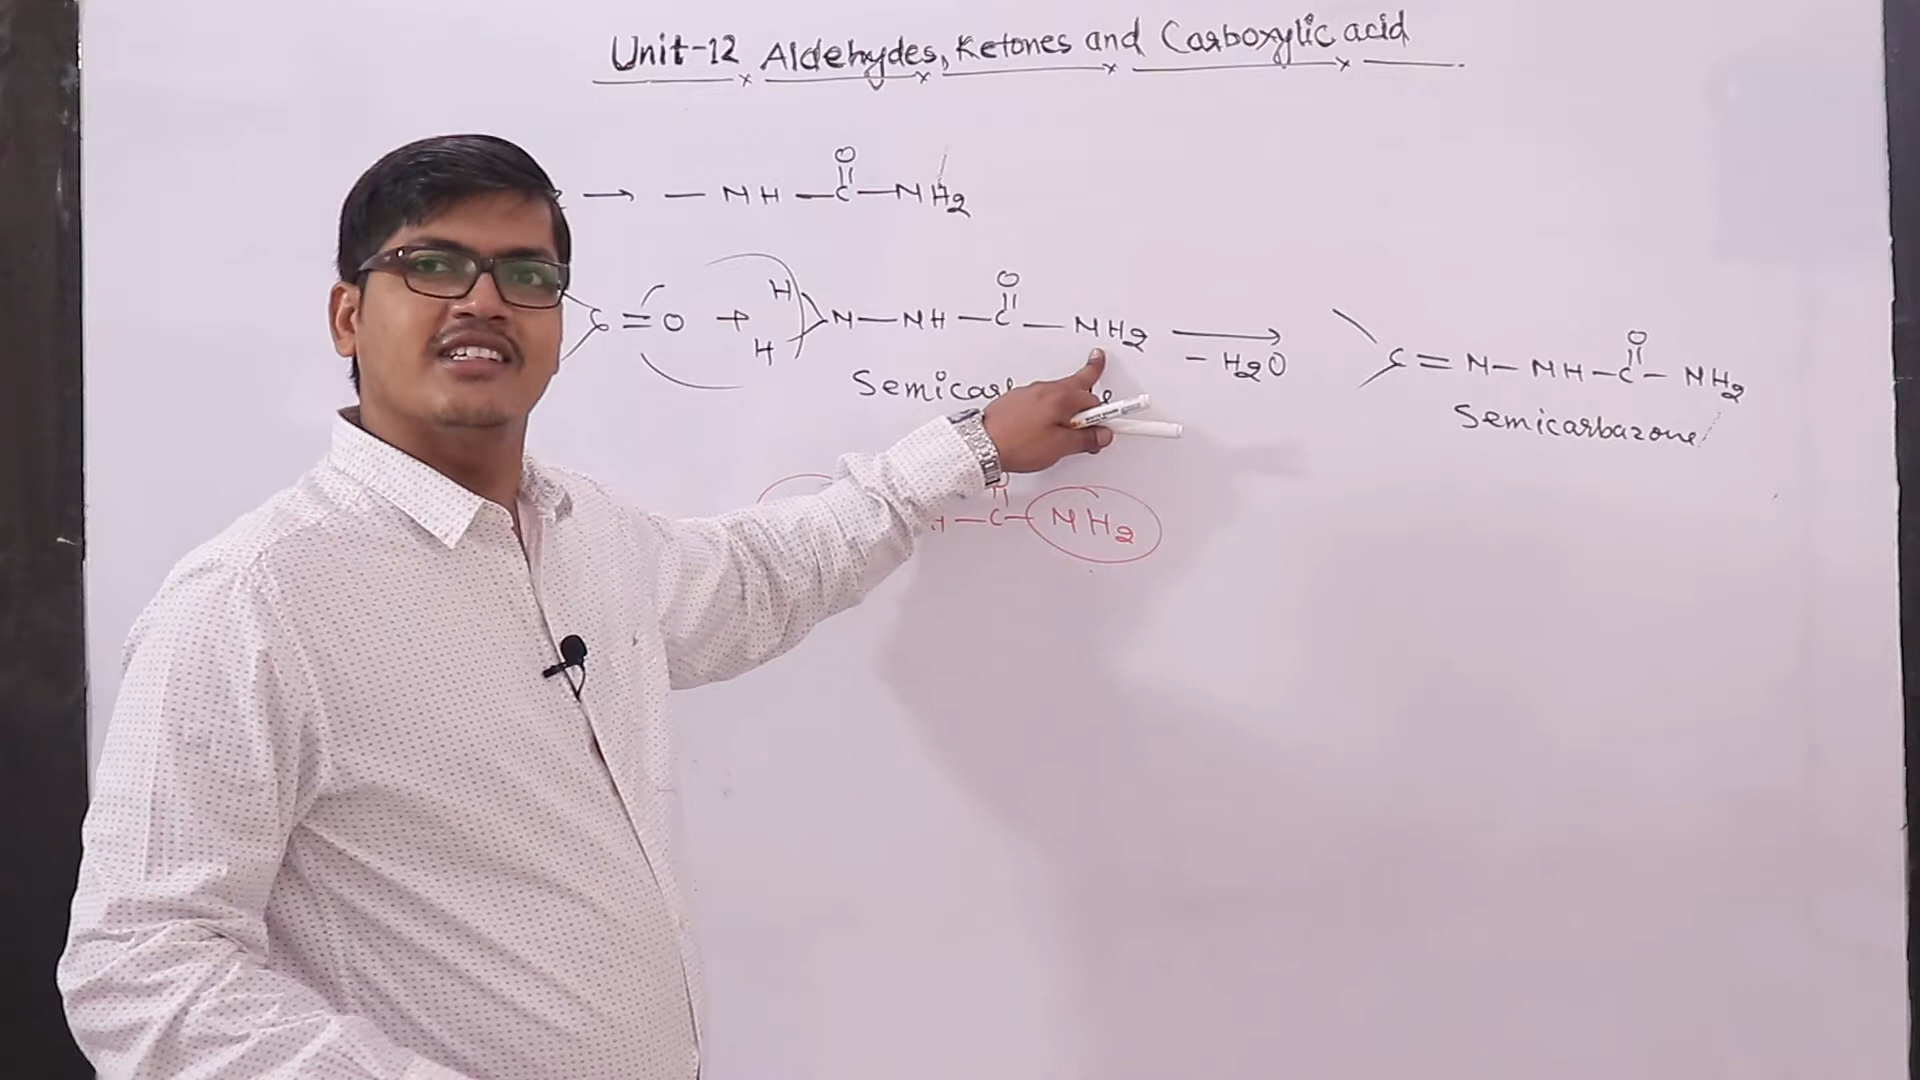 Unit-12 Aldehydes, Ketones and Carboxylic acid
→ — NH — C — NH2
O
C = O + H H N — NH — C — NH2 → - H2O C = N — NH — C — NH2
O
O
Semicarbazone
H — C — NH2